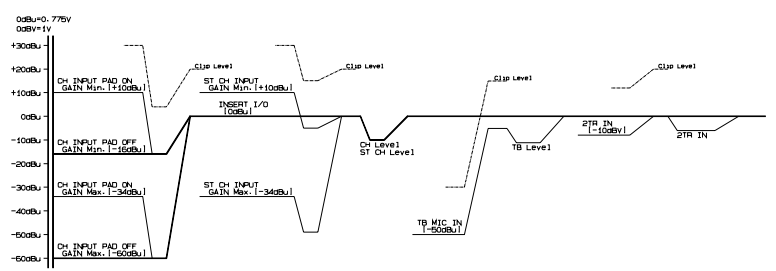 0dBu=0.775V
0dBV=1V
+30dBu
+20dBu
+10dBu
0dBu
-10dBu
-20dBu
-30dBu
-40dBu
-50dBu
-60dBu
Clip Level
CH INPUT PAD ON
GAIN Min. [+10dBu]
CH INPUT PAD OFF
GAIN Min. [-16dBu]
CH INPUT PAD ON
GAIN Max. [-34dBu]
CH INPUT PAD OFF
GAIN Max. [-60dBu]
Clip Level
ST CH INPUT
GAIN Min. [+10dBu]
INSERT I/O
[0dBu]
ST CH INPUT
GAIN Max. [-34dBu]
CH Level
ST CH Level
Clip Level
TB Level
TB MIC IN
[-50dBu]
Clip Level
2TR IN
[-10dBV]
2TR IN